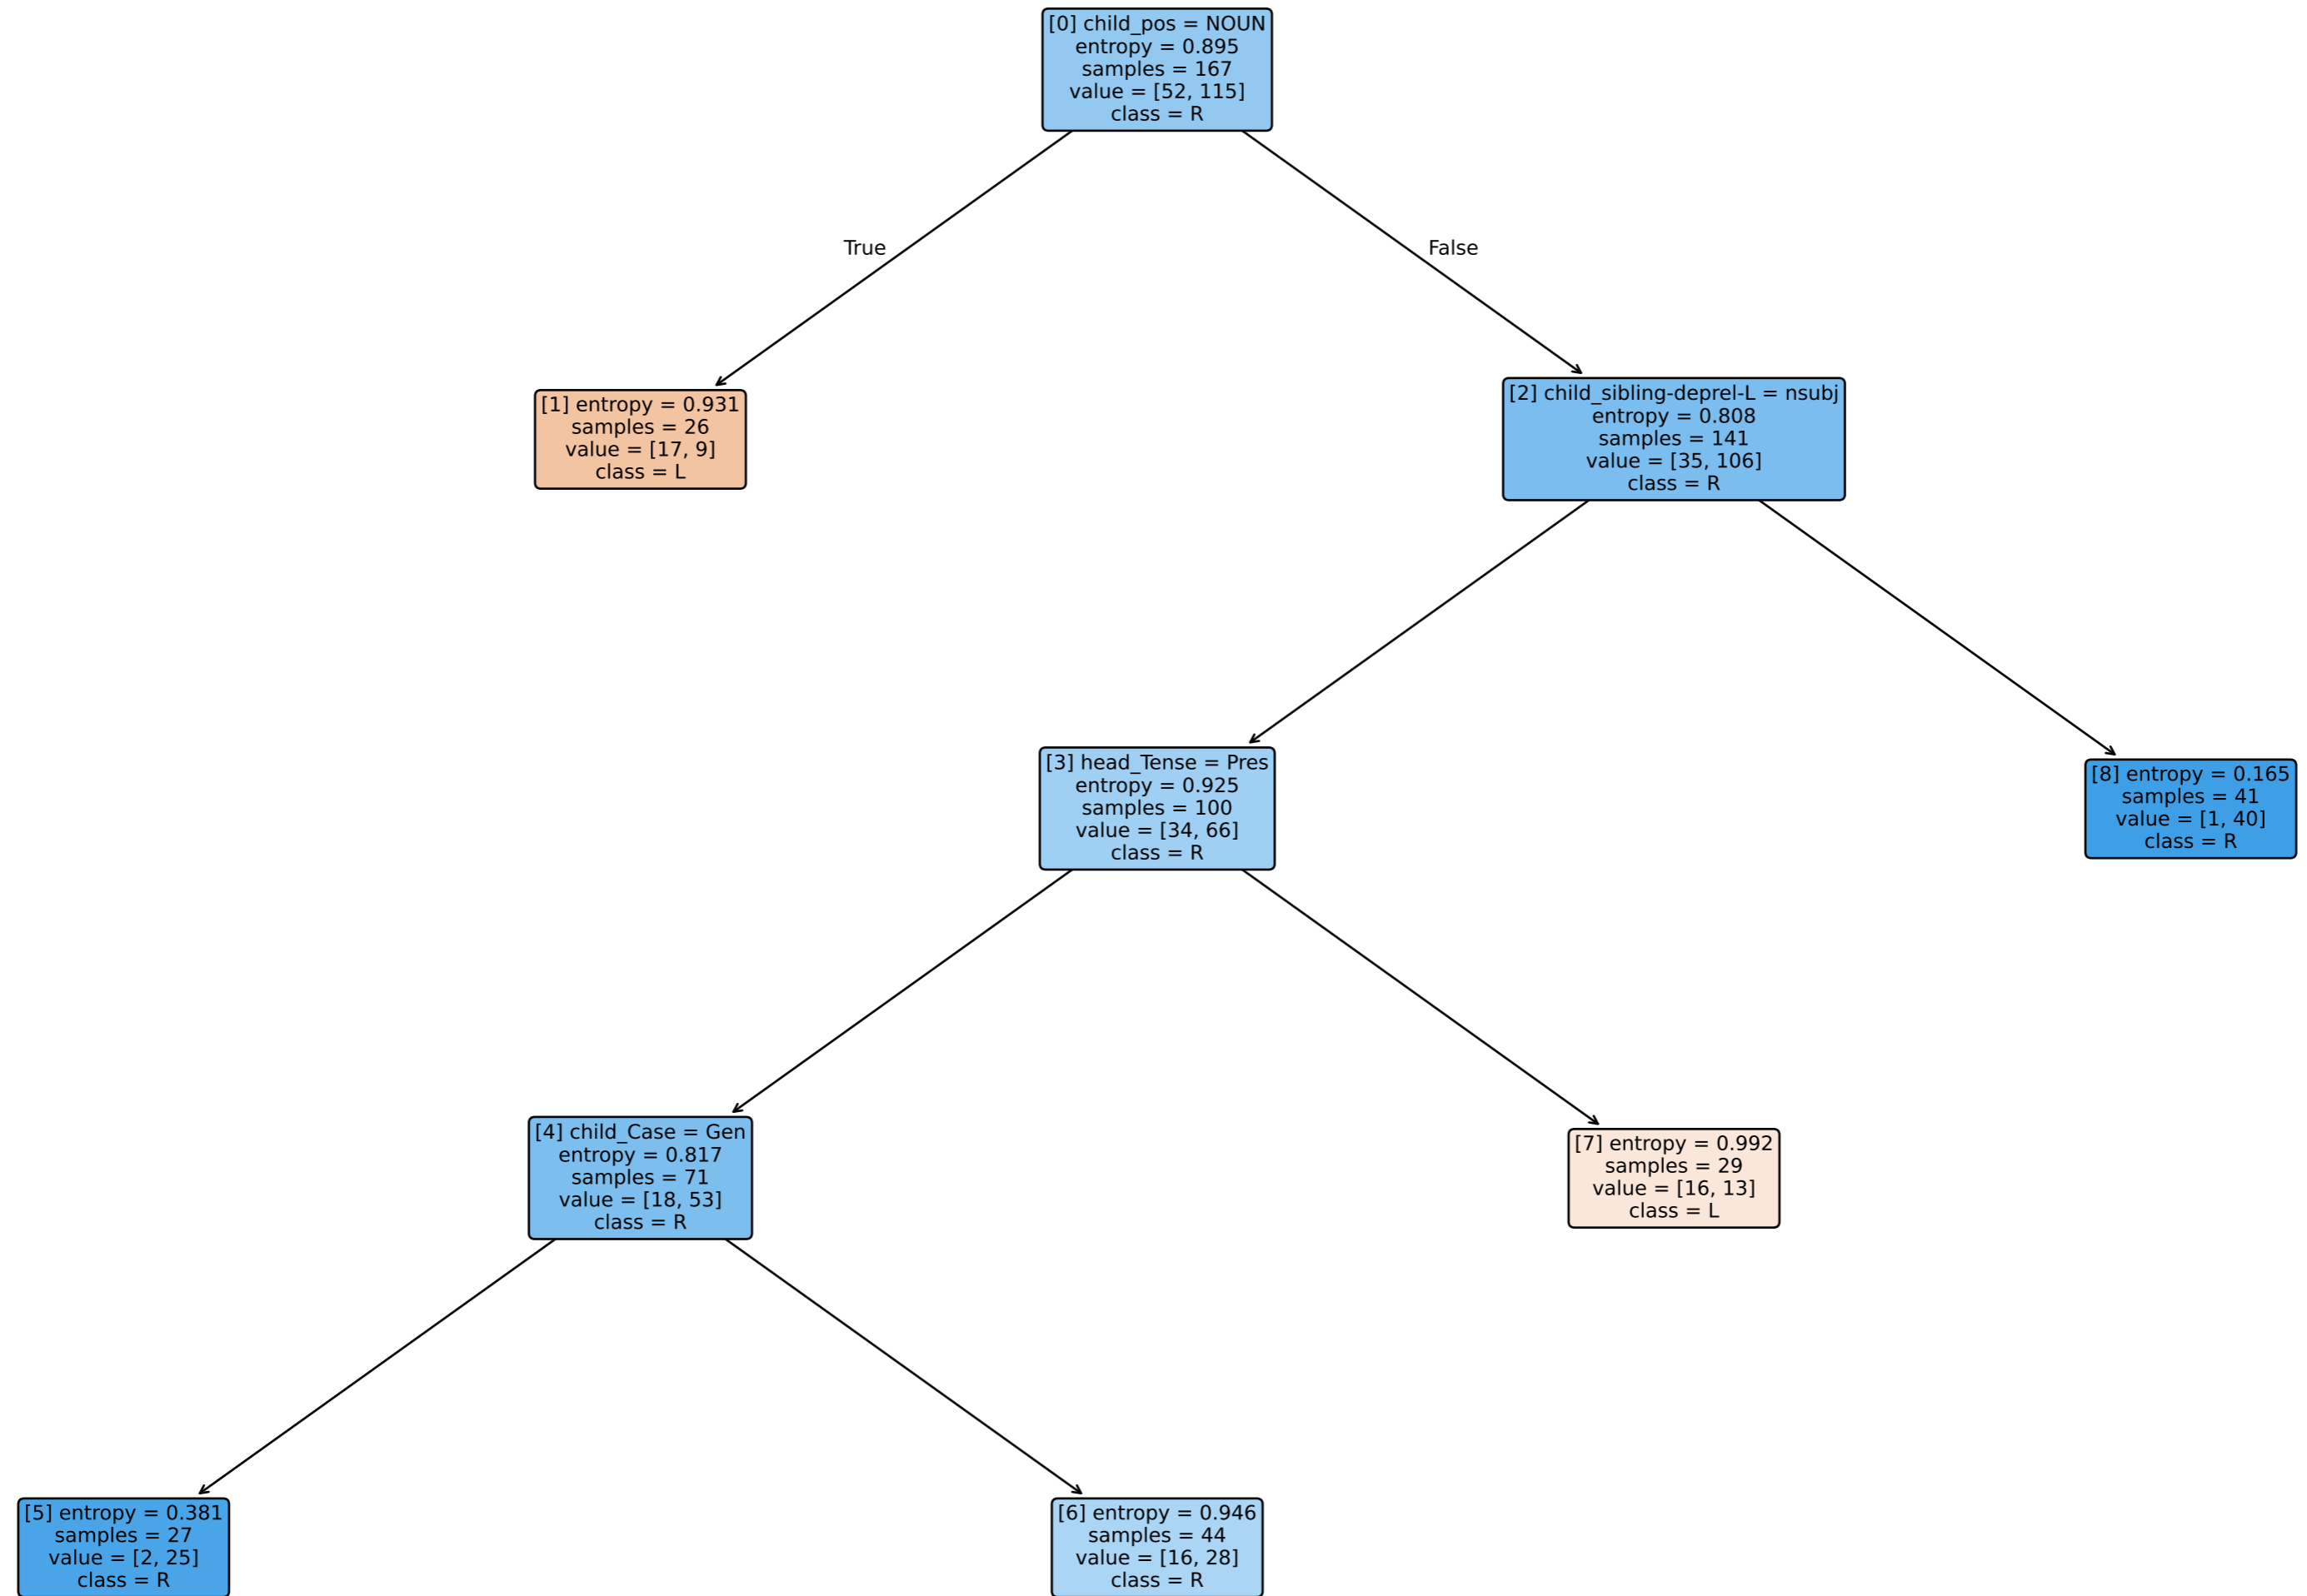 [0] child_pos = NOUN
entropy = 0.895
samples = 167
value = [52, 115]
class = R
True
False
[1] entropy = 0.931
samples = 26
value = [17, 9]
class = L
[2] child_sibling-deprel-L = nsubj
entropy = 0.808
samples = 141
value = [35, 106]
class = R
[3] head_Tense = Pres
entropy = 0.925
samples = 100
value = [34, 66]
class = R
[8] entropy = 0.165
samples = 41
value = [1, 40]
class = R
[4] child_Case = Gen
entropy = 0.817
samples = 71
value = [18, 53]
class = R
[7] entropy = 0.992
samples = 29
value = [16, 13]
class = L
[5] entropy = 0.381
samples = 27
value = [2, 25]
class = R
[6] entropy = 0.946
samples = 44
value = [16, 28]
class = R